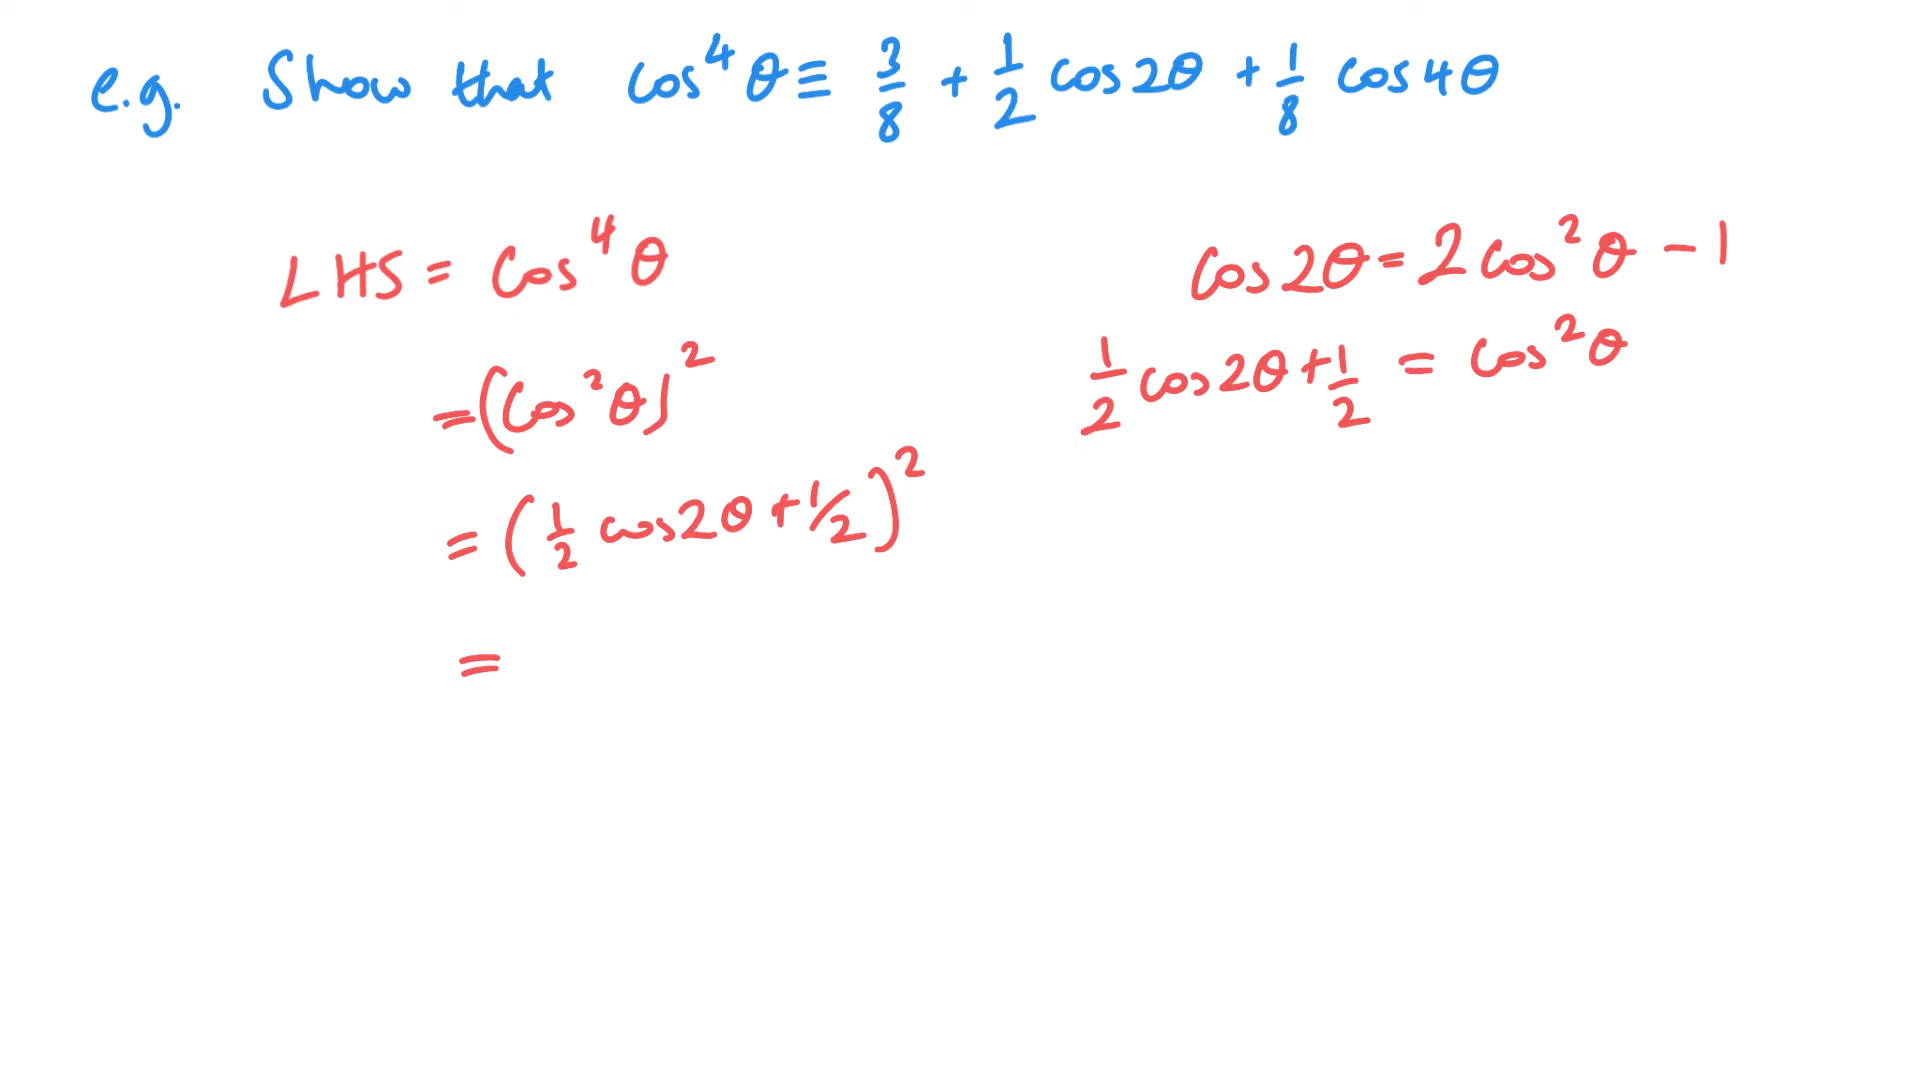 e.g. Show that cos⁴θ ≡ 3/8 + 1/2 cos2θ + 1/8 cos4θ
LHS = cos⁴θ
= (cos²θ)²
= (1/2 cos2θ + 1/2)²
=
cos2θ = 2cos²θ - 1
1/2 cos2θ + 1/2 = cos²θ